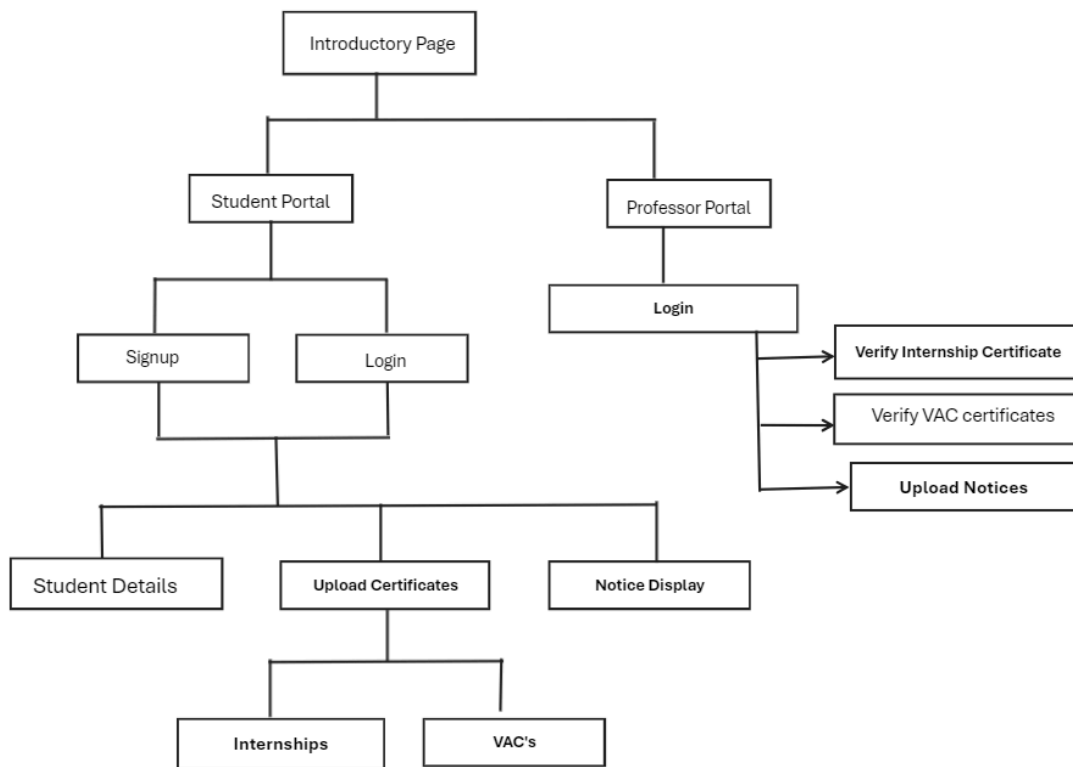 Introductory Page
Student Portal
Professor Portal
Login
Signup
Login
Verify Internship Certificate
Verify VAC certificates
Upload Notices
Student Details
Upload Certificates
Notice Display
Internships
VAC's